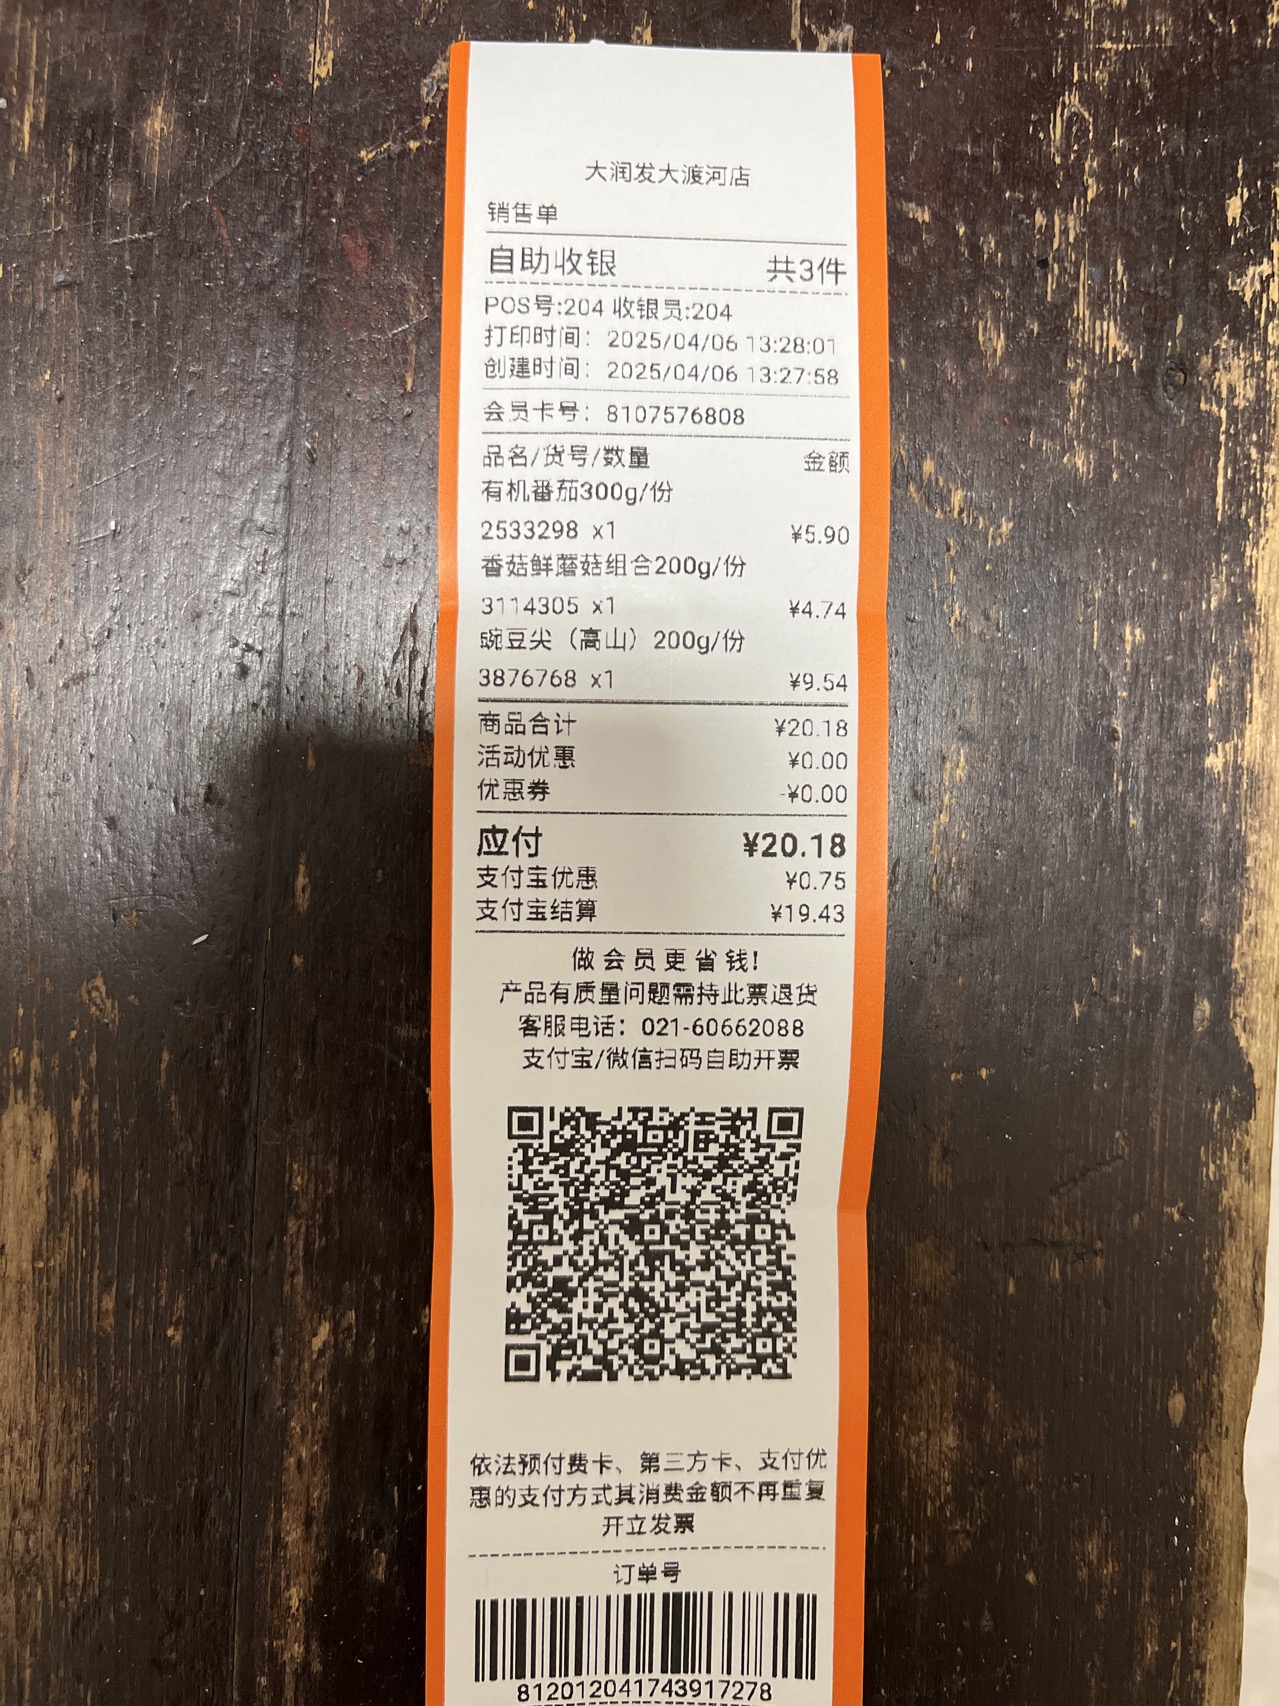 大润发大渡河店
销售单
自助收银 共3件
POS号:204 收银员:204
打印时间：2025/04/06 13:28:01
创建时间：2025/04/06 13:27:58
会员卡号：8107576808
品名/货号/数量 金额
有机番茄300g/份
2533298 x1 ¥5.90
香菇鲜蘑菇组合200g/份
3114305 x1 ¥4.74
豌豆尖（高山）200g/份
3876768 x1 ¥9.54
商品合计 ¥20.18
活动优惠 ¥0.00
优惠券 -¥0.00
应付 ¥20.18
支付宝优惠 ¥0.75
支付宝结算 ¥19.43
做会员更省钱!
产品有质量问题需持此票退货
客服电话：021-60662088
支付宝/微信扫码自助开票
依法预付费卡、第三方卡、支付优
惠的支付方式其消费金额不再重复
开立发票
订单号
812012041743917278